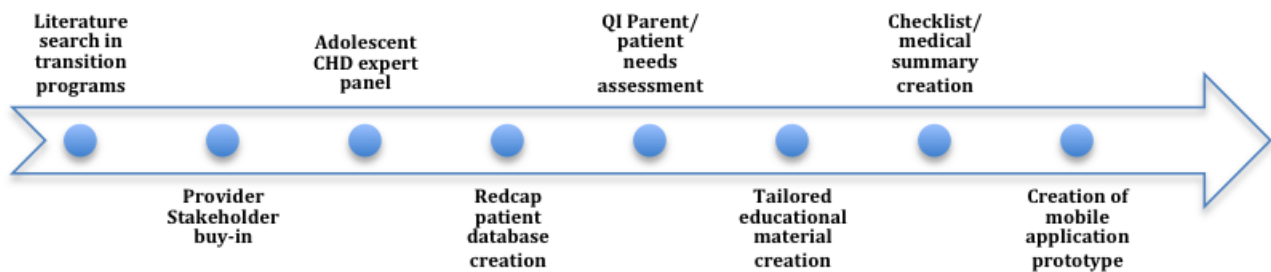 Literature
search in
transition
programs
Provider
Stakeholder
buy-in
Adolescent
CHD expert
panel
Redcap
patient
database
creation
QI Parent/
patient
needs
assessment
Tailored
educational
material
creation
Checklist/
medical
summary
creation
Creation of
mobile
application
prototype